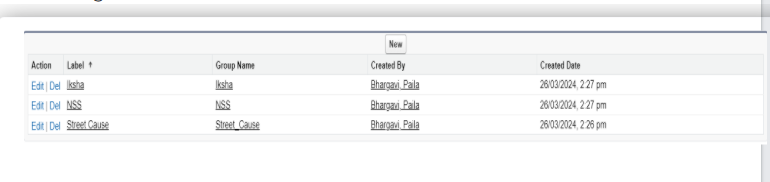 New
Action Label ↑ Group Name Created By Created Date
Edit | Del Iksha Iksha Bhargavi, Paila 26/03/2024, 2:27 pm
Edit | Del NSS NSS Bhargavi, Paila 26/03/2024, 2:27 pm
Edit | Del Street Cause Street_Cause Bhargavi, Paila 26/03/2024, 2:26 pm